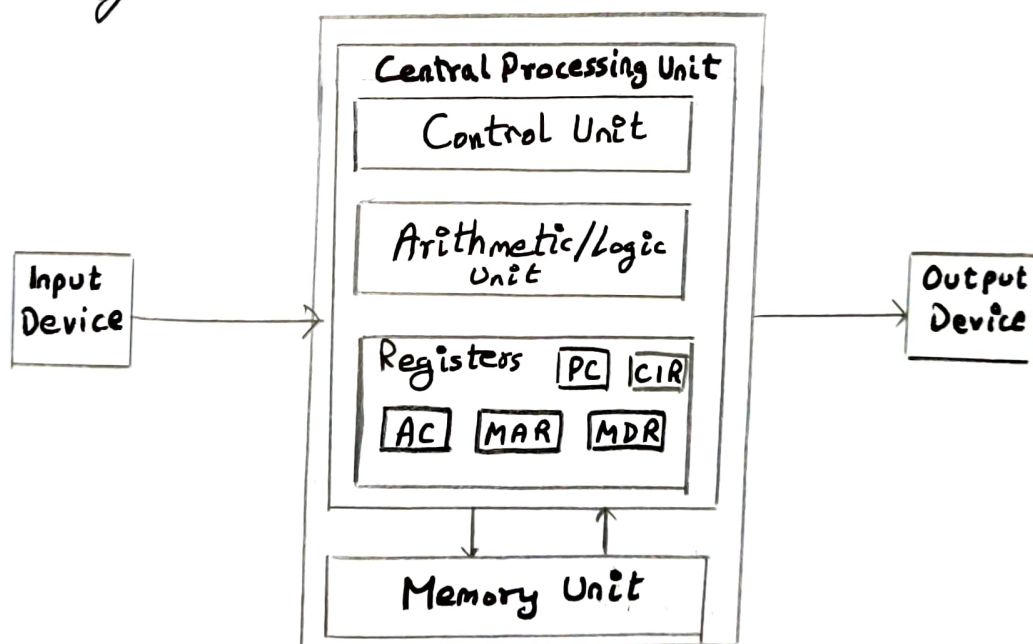 Central Processing Unit
Control Unit
Arithmetic/Logic
Unit
Input
Device
Output
Device
Registers PC CIR
AC MAR MDR
Memory Unit